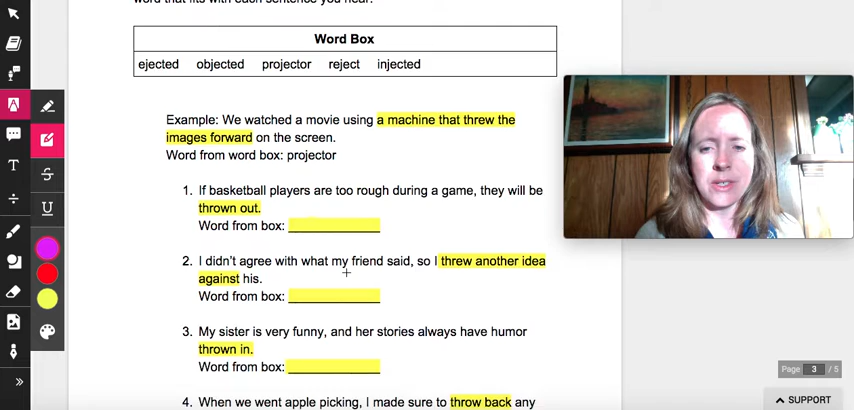 word that fits with each sentence you hear.
Word Box
ejected objected projector reject injected
Example: We watched a movie using a machine that threw the
images forward on the screen.
Word from word box: projector
1. If basketball players are too rough during a game, they will be
thrown out.
Word from box:
2. I didn't agree with what my friend said, so I threw another idea
against his.
Word from box:
3. My sister is very funny, and her stories always have humor
thrown in.
Word from box:
4. When we went apple picking, I made sure to throw back any
Page 3 / 5
SUPPORT
A
T
U